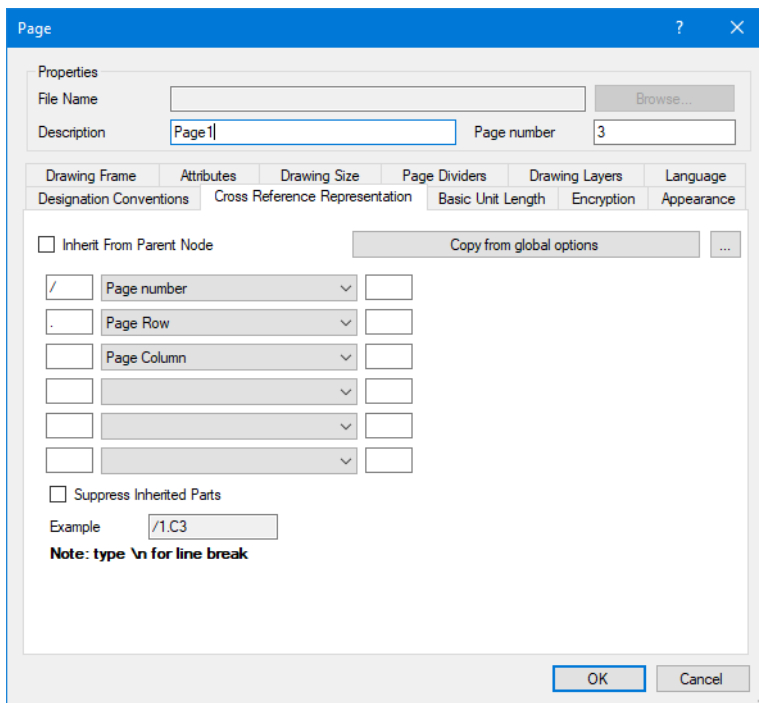 Page ?
Properties
File Name Browse...
Description Page1 Page number 3
Drawing Frame Attributes Drawing Size Page Dividers Drawing Layers Language
Designation Conventions Cross Reference Representation Basic Unit Length Encryption Appearance
Inherit From Parent Node Copy from global options ...
/ Page number
. Page Row
Page Column
Suppress Inherited Parts
Example /1.C3
Note: type \n for line break
OK Cancel